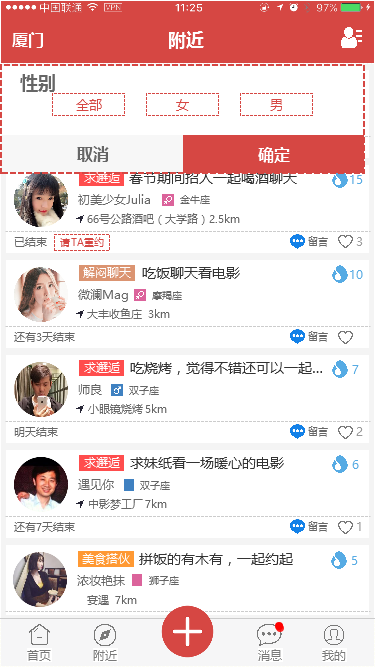 中国联通 VPN 11:25 97%
厦门 附近
性别
全部 女 男
取消 确定
求邂逅 春节期间招人一起喝酒聊天 15
初美少女Julia 金牛座
66号公路酒吧（大学路）2.5km
已结束 请TA重约 留言 3
解闷聊天 吃饭聊天看电影 10
微澜Mag 摩羯座
大丰收鱼庄 3km
还有3天结束 留言
求邂逅 吃烧烤，觉得不错还可以一起... 7
师良 双子座
小眼镜烧烤 5km
明天结束 留言 2
求邂逅 求妹纸看一场暖心的电影 6
遇见你 双子座
中影梦工厂 7km
还有7天结束 留言 1
美食搭伙 拼饭的有木有，一起约起 5
浓妆艳抹 狮子座
宴遇 7km
首页 附近 消息 我的